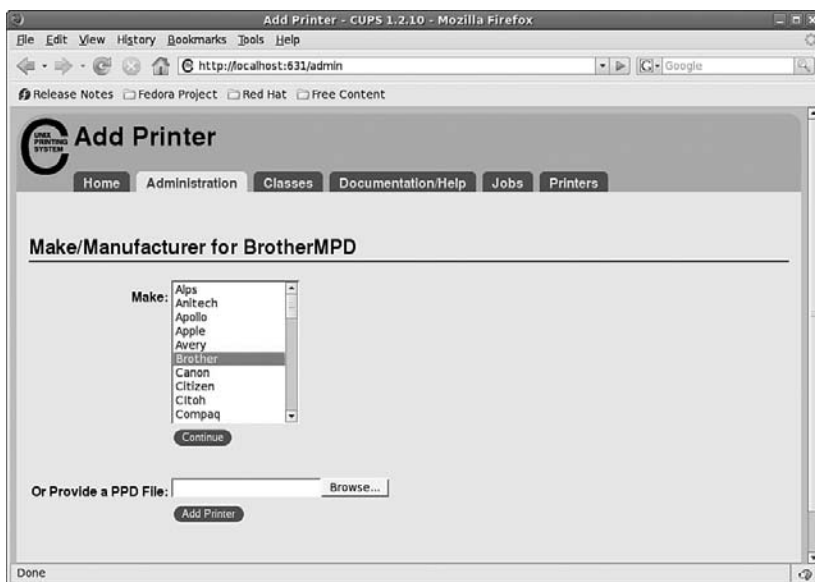 Add Printer - CUPS 1.2.10 - Mozilla Firefox
File Edit View History Bookmarks Tools Help
http://localhost:631/admin
Google
Release Notes Fedora Project Red Hat Free Content
UNIX PRINTING SYSTEM
Add Printer
Home Administration Classes Documentation/Help Jobs Printers
Make/Manufacturer for BrotherMPD
Make:
Alps
Anitech
Apollo
Apple
Avery
Brother
Canon
Citizen
Citoh
Compaq
Continue
Or Provide a PPD File: Browse...
Add Printer
Done